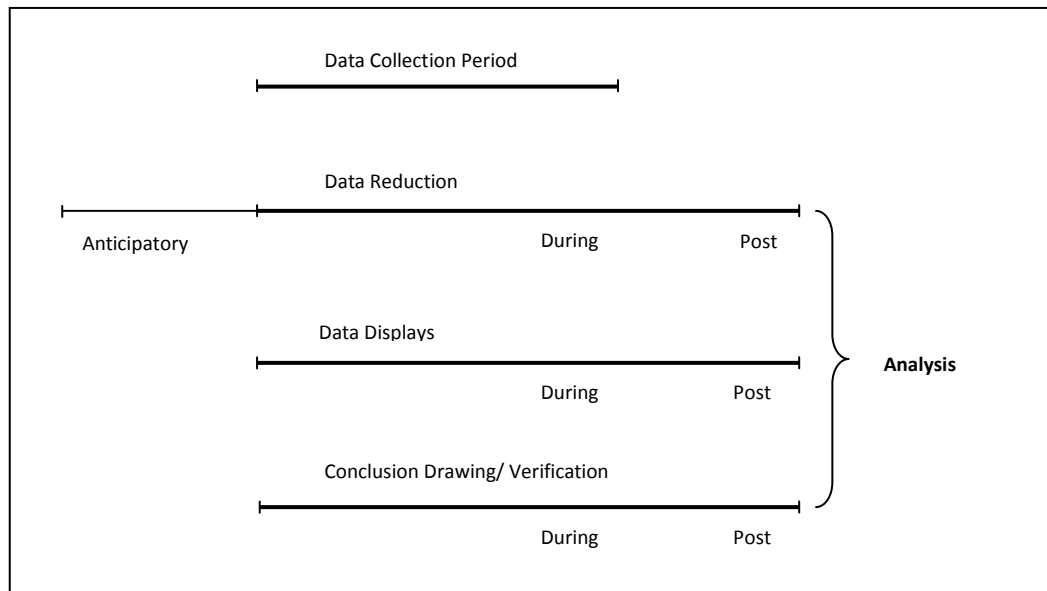 Data Collection Period
Data Reduction
Anticipatory
During
Post
Data Displays
Analysis
During
Post
Conclusion Drawing/ Verification
During
Post